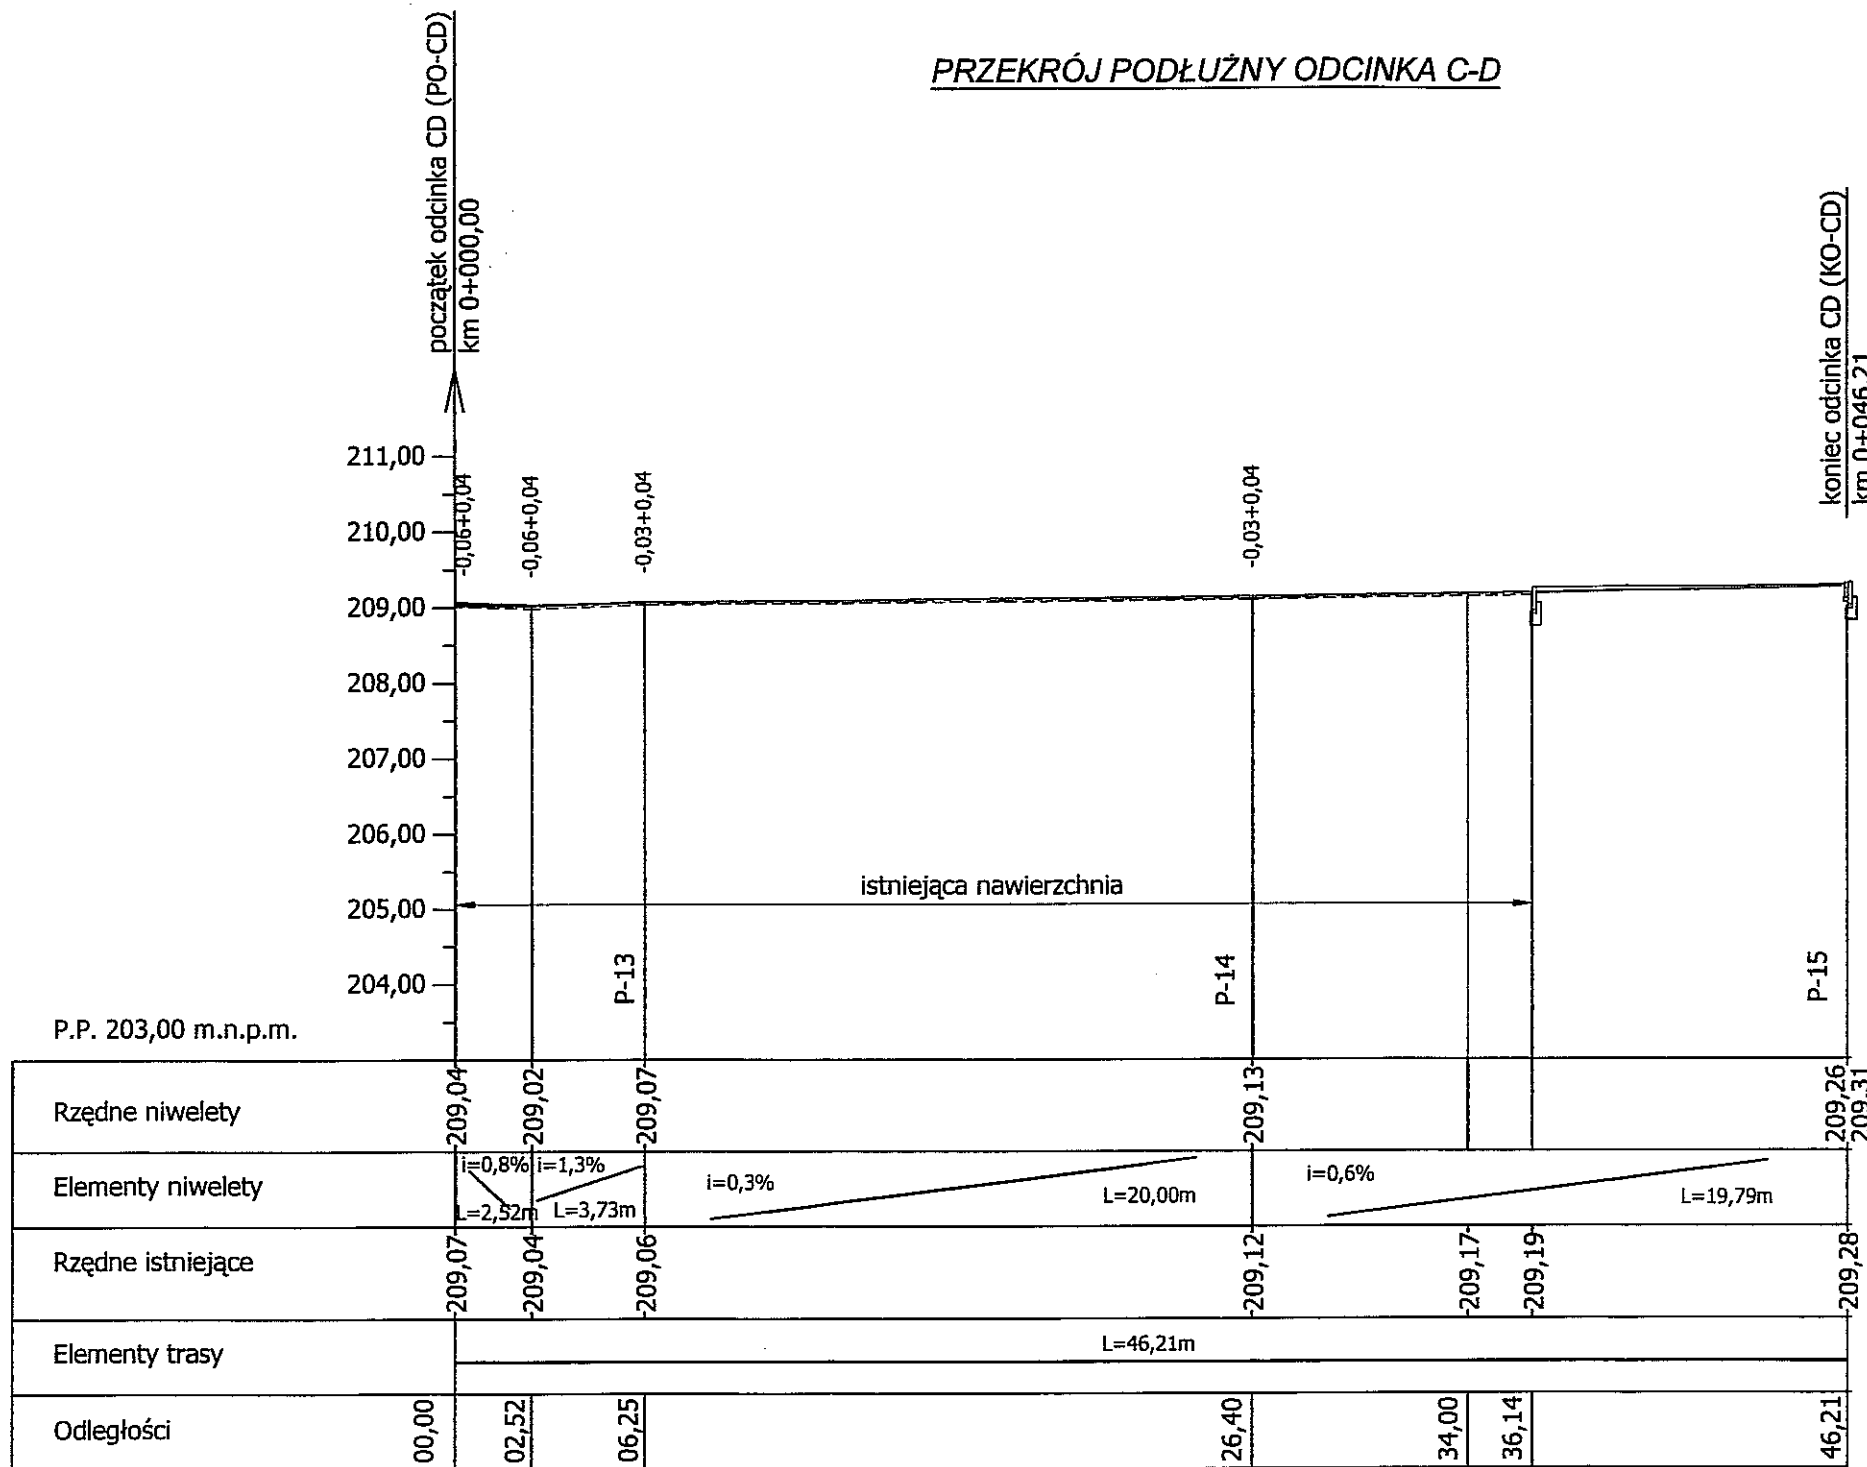 PRZEKRÓJ PODŁUŻNY ODCINKA C-D
początek odcinka CD (PO-CD)
km 0+000,00
koniec odcinka CD (KO-CD)
km 0+046,21
211,00
210,00
209,00
208,00
207,00
206,00
205,00
204,00
-0,06+0,04
-0,06+0,04
-0,03+0,04
-0,03+0,04
istniejąca nawierzchnia
P-13
P-14
P-15
P.P. 203,00 m.n.p.m.
Rzędne niwelety
209,04
209,02
209,07
209,13
209,26
209,31
Elementy niwelety
i=0,8%
L=2,52m
i=1,3%
L=3,73m
i=0,3%
L=20,00m
i=0,6%
L=19,79m
Rzędne istniejące
209,07
209,04
209,06
209,12
209,17
209,19
209,28
Elementy trasy
L=46,21m
Odległości
00,00
02,52
06,25
26,40
34,00
36,14
46,21